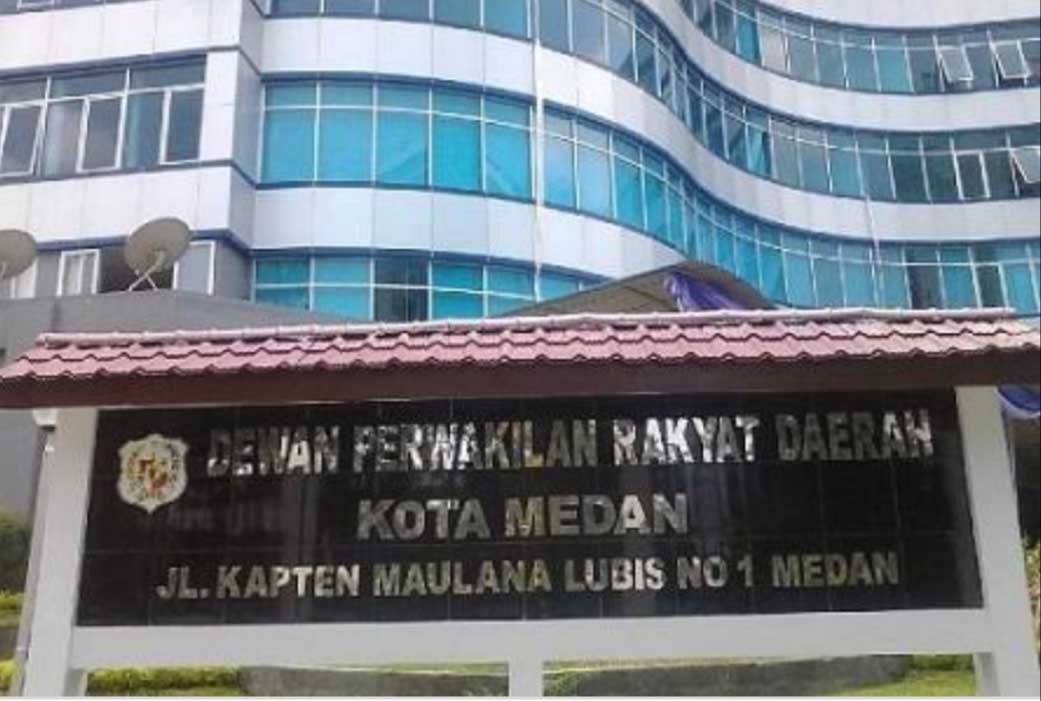 DEWAN PERWAKILAN RAKYAT DAERAH
KOTA MEDAN
JL. KAPTEN MAULANA LUBIS NO 1 MEDAN